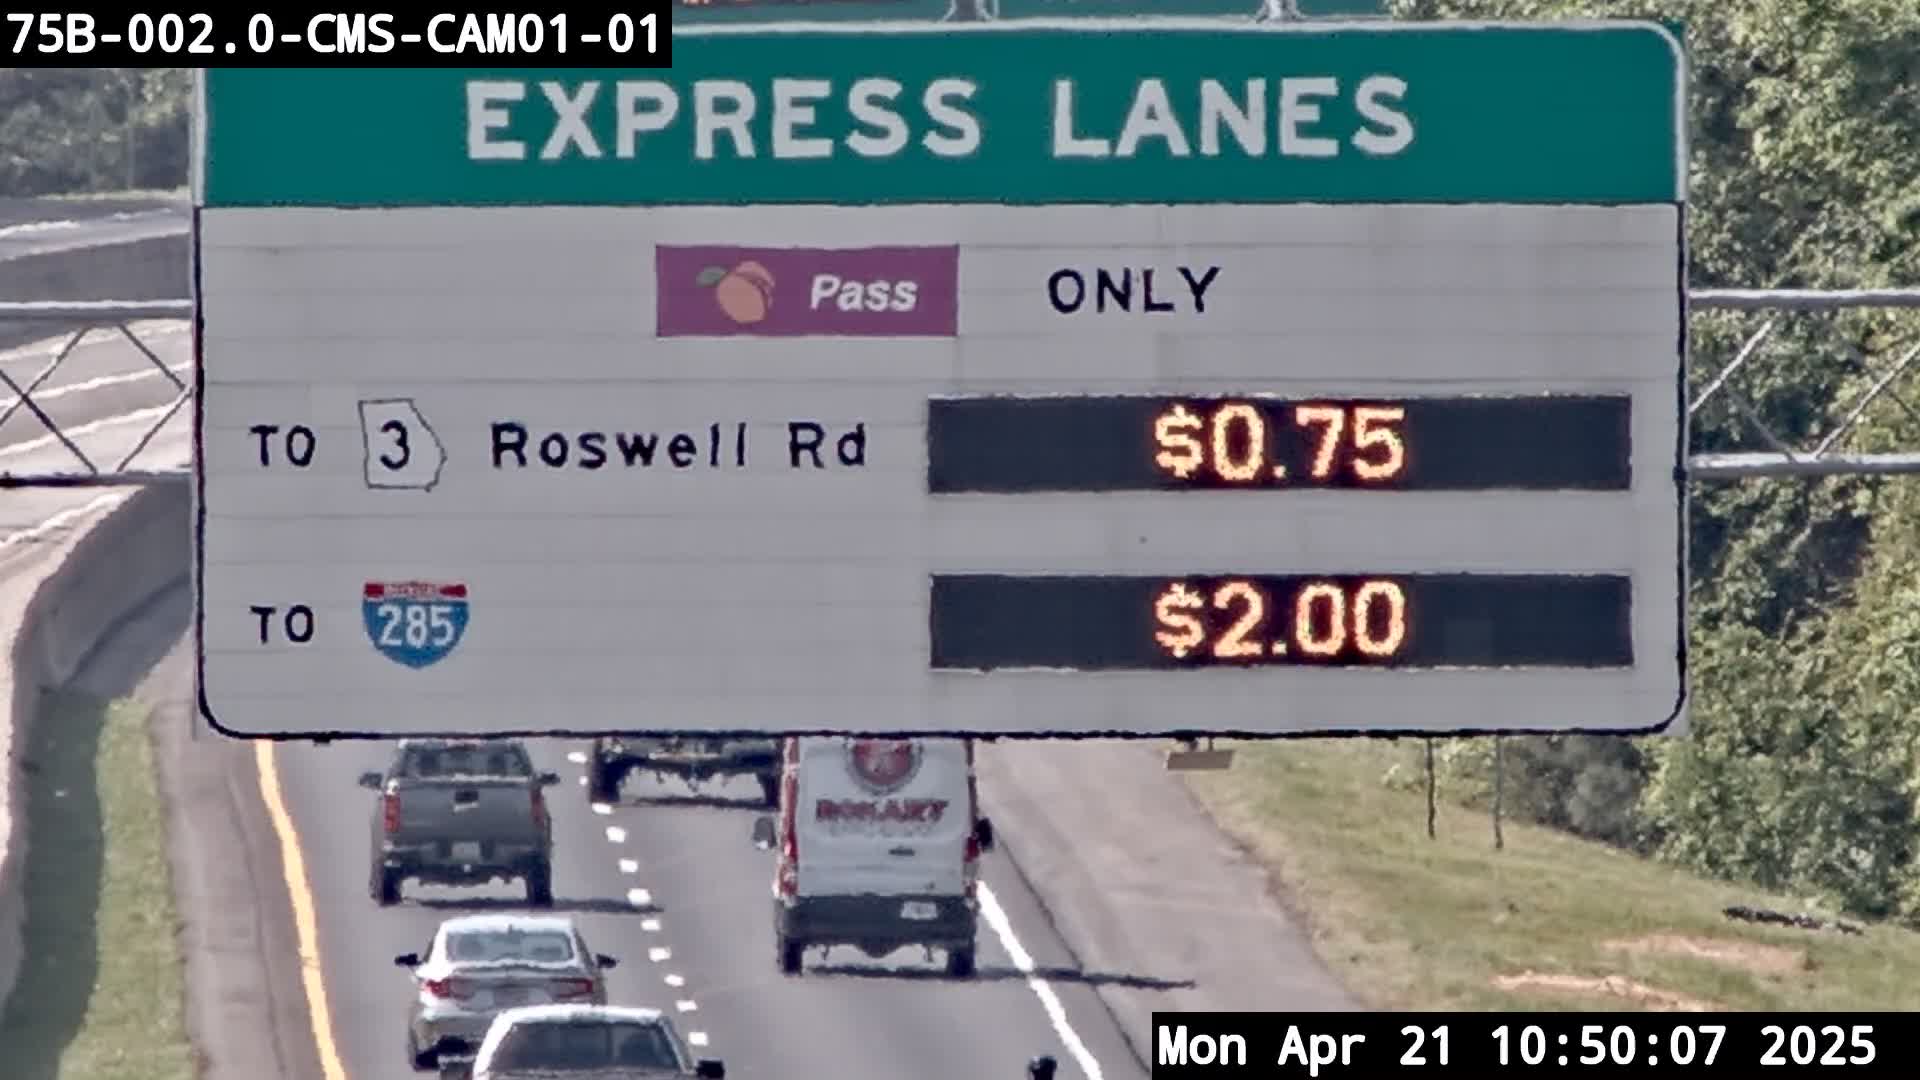 75B-002.0-CMS-CAM01-01
EXPRESS LANES
Pass ONLY
TO 3 Roswell Rd $0.75
TO 285 $2.00
Mon Apr 21 10:50:07 2025